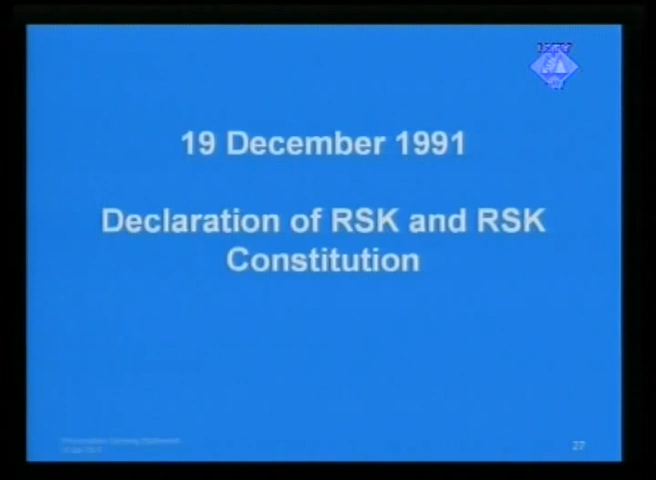 19 December 1991
Declaration of RSK and RSK
Constitution
27